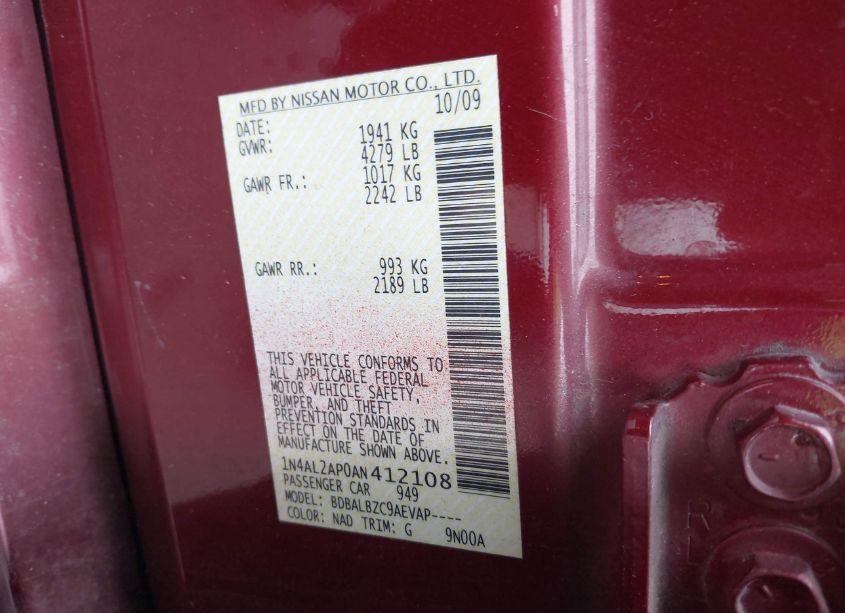 MFD BY NISSAN MOTOR CO., LTD.
DATE: 10/09
GVWR: 1941 KG
4279 LB
GAWR FR.: 1017 KG
2242 LB
GAWR RR.: 993 KG
2189 LB
THIS VEHICLE CONFORMS TO
ALL APPLICABLE FEDERAL
MOTOR VEHICLE SAFETY,
BUMPER, AND THEFT
PREVENTION STANDARDS IN
EFFECT ON THE DATE OF
MANUFACTURE SHOWN ABOVE.
1N4AL2AP0AN412108
PASSENGER CAR 949
MODEL: BDBALBZC9AEVAP----
COLOR: NAD TRIM: G 9N00A
R
L